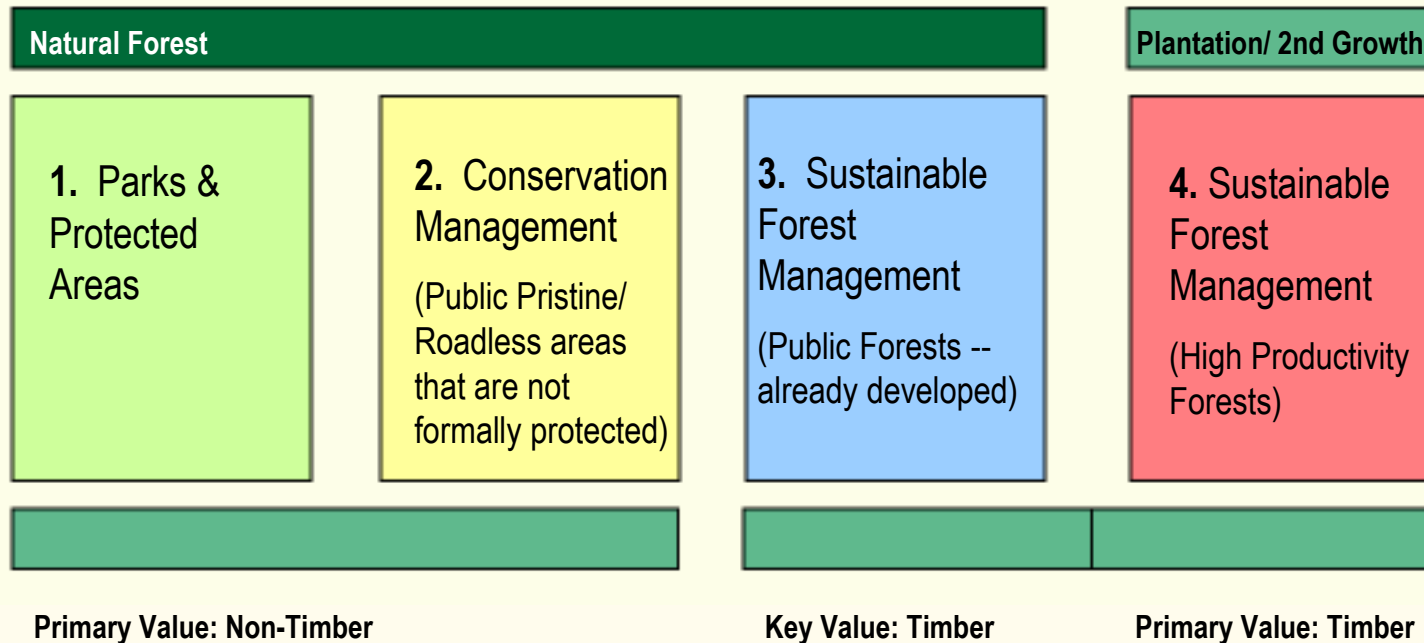 Natural Forest
Plantation/ 2nd Growth
1. Parks &
Protected
Areas
2. Conservation
Management
(Public Pristine/
Roadless areas
that are not
formally protected)
3. Sustainable
Forest
Management
(Public Forests --
already developed)
4. Sustainable
Forest
Management
(High Productivity
Forests)
Primary Value: Non-Timber
Key Value: Timber
Primary Value: Timber